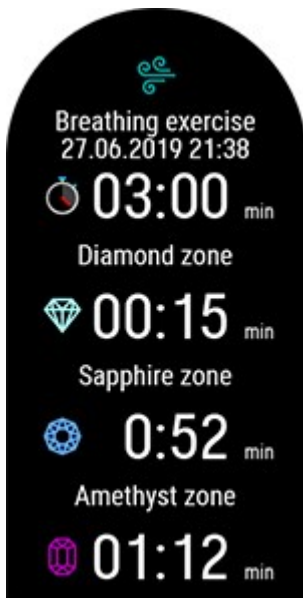 Breathing exercise
27.06.2019 21:38
03:00 min
Diamond zone
00:15 min
Sapphire zone
0:52 min
Amethyst zone
01:12 min